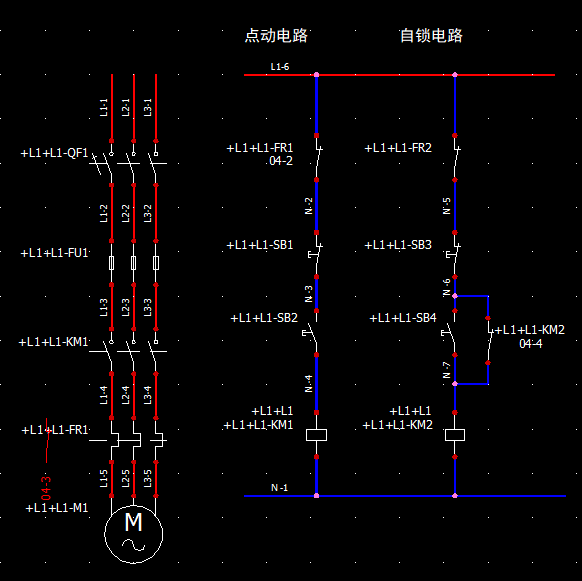 点动电路
自锁电路
L1-6
L1-1
L2-1
L3-1
+L1+L1-QF1
+L1+L1-FR1
04-2
+L1+L1-FR2
L1-2
L2-2
L3-2
N -2
N -5
+L1+L1-FU1
+L1+L1-SB1
+L1+L1-SB3
L1-3
L2-3
L3-3
N -3
N -6
+L1+L1-SB2
+L1+L1-SB4
+L1+L1-KM2
04-4
+L1+L1-KM1
L1-4
L2-4
L3-4
N -4
N -7
+L1+L1-FR1
+L1+L1
+L1+L1-KM1
+L1+L1
+L1+L1-KM2
04-3
L1-5
L2-5
L3-5
N -1
+L1+L1-M1
M